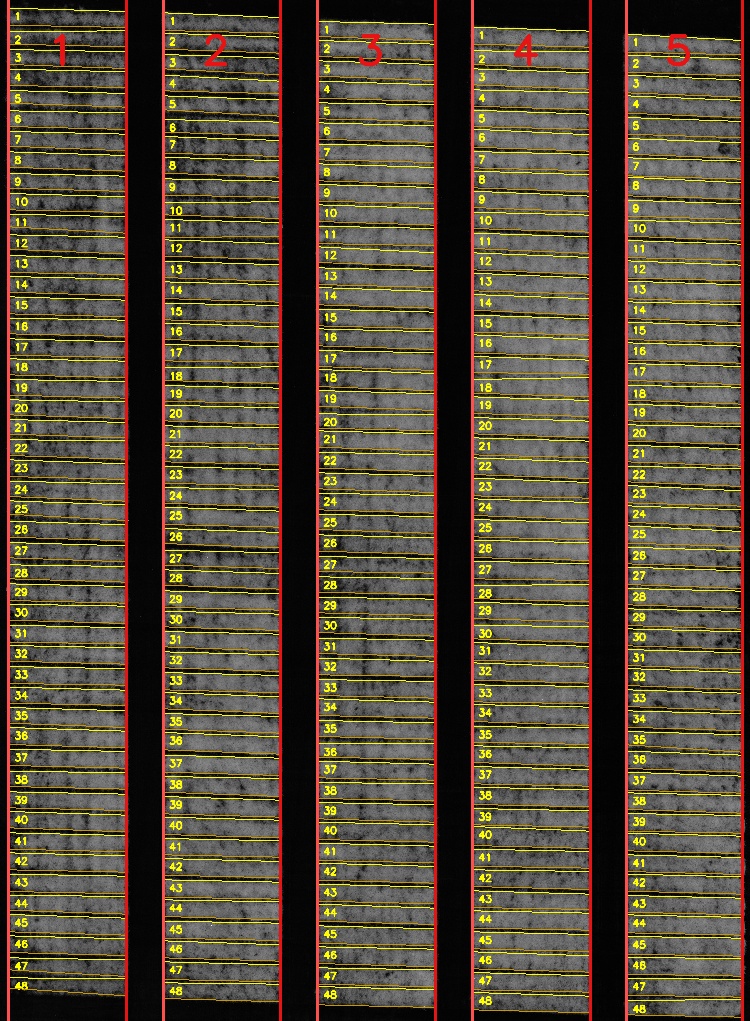 1 2 3 4 5
1 1 1 1 1
2 2 2 2 2
3 3 3 3 3
4 4 4 4 4
5 5 5 5 5
6 6 6 6 6
7 7 7 7 7
8 8 8 8 8
9 9 9 9 9
10 10 10 10 10
11 11 11 11 11
12 12 12 12 12
13 13 13 13 13
14 14 14 14 14
15 15 15 15 15
16 16 16 16 16
17 17 17 17 17
18 18 18 18 18
19 19 19 19 19
20 20 20 20 20
21 21 21 21 21
22 22 22 22 22
23 23 23 23 23
24 24 24 24 24
25 25 25 25 25
26 26 26 26 26
27 27 27 27 27
28 28 28 28 28
29 29 29 29 29
30 30 30 30 30
31 31 31 31 31
32 32 32 32 32
33 33 33 33 33
34 34 34 34 34
35 35 35 35 35
36 36 36 36 36
37 37 37 37 37
38 38 38 38 38
39 39 39 39 39
40 40 40 40 40
41 41 41 41 41
42 42 42 42 42
43 43 43 43 43
44 44 44 44 44
45 45 45 45 45
46 46 46 46 46
47 47 47 47 47
48 48 48 48 48